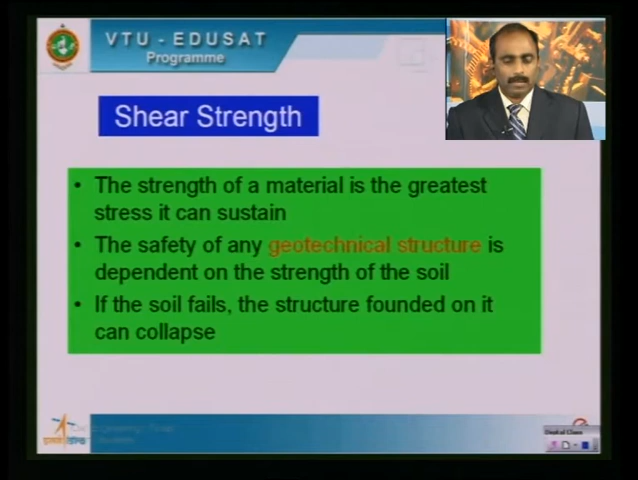 VTU - EDUSAT
Programme
Shear Strength
• The strength of a material is the greatest
stress it can sustain
• The safety of any geotechnical structure is
dependent on the strength of the soil
• If the soil fails, the structure founded on it
can collapse